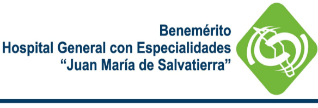 Benemérito
Hospital General con Especialidades
“Juan María de Salvatierra”